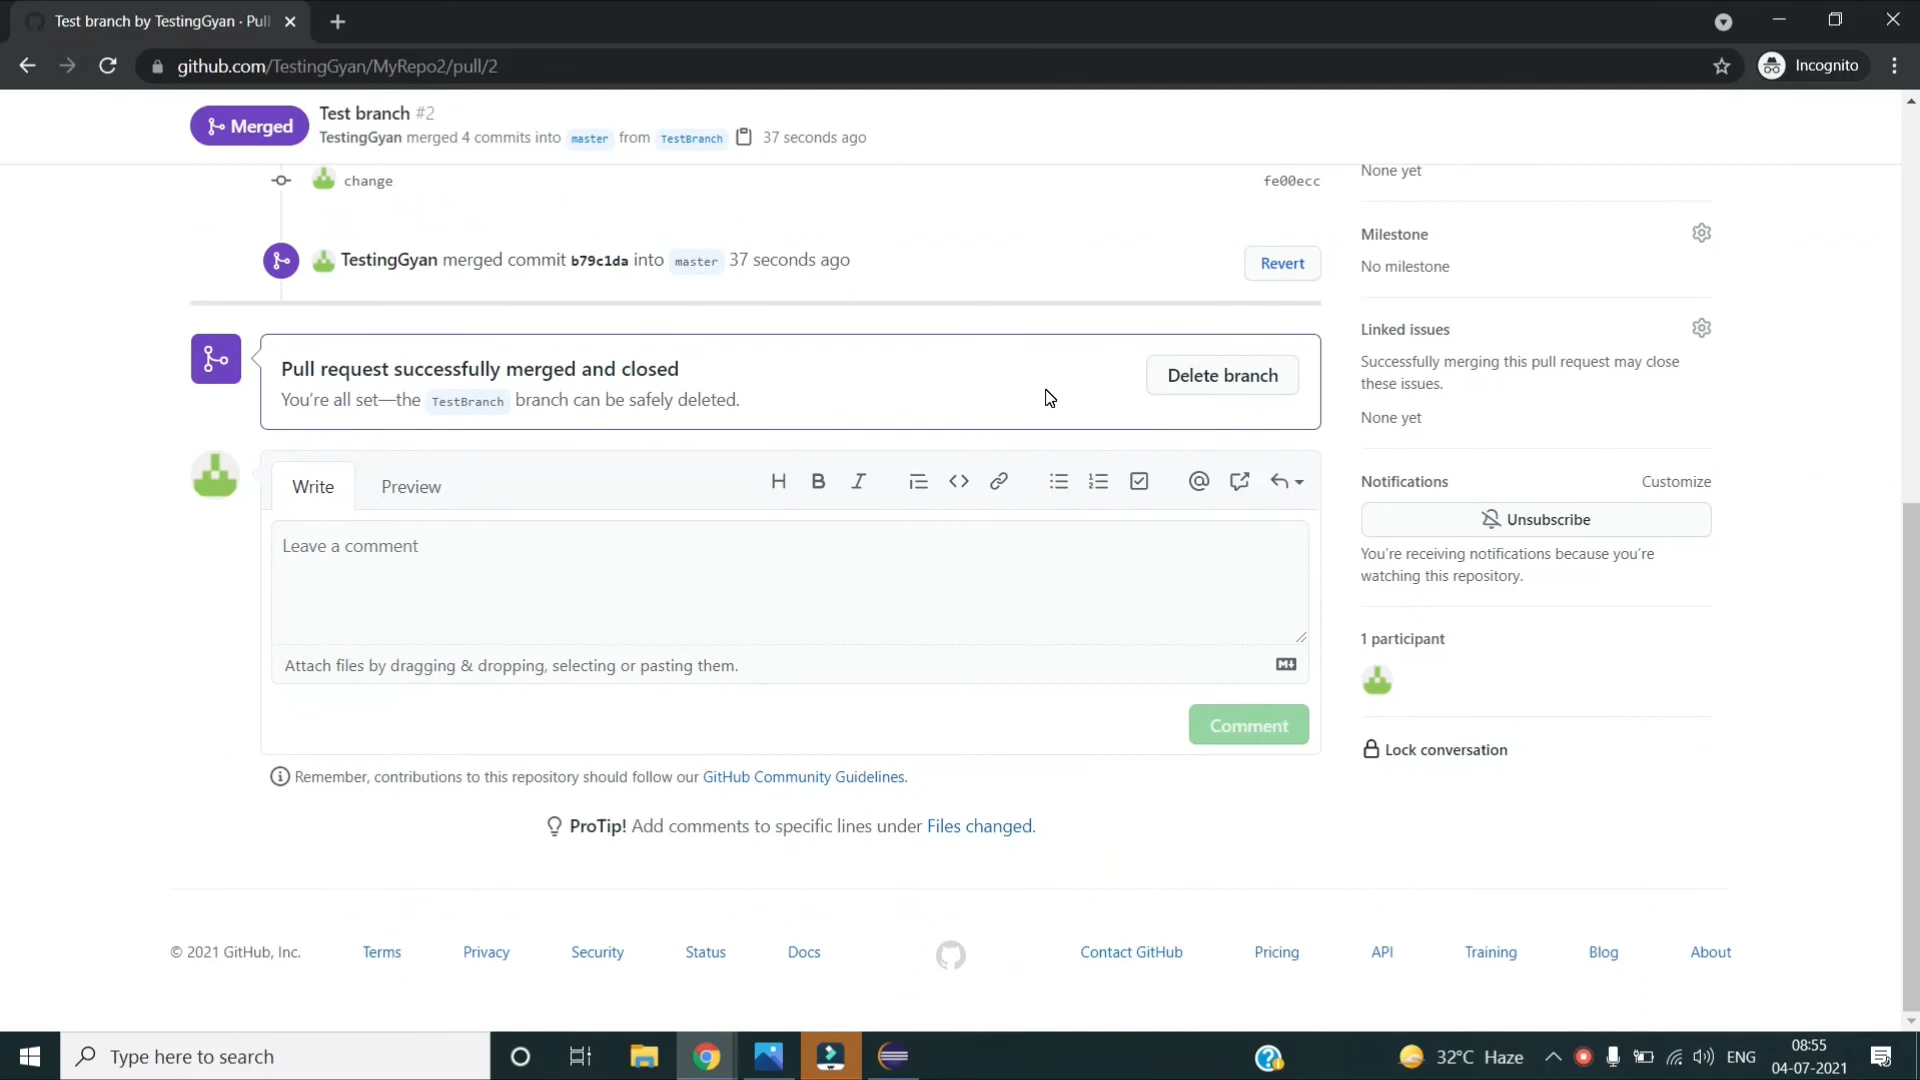 Test branch by TestingGyan · Pull
github.com/TestingGyan/MyRepo2/pull/2
Incognito
Merged
Test branch #2
TestingGyan merged 4 commits into master from TestBranch 37 seconds ago
change
fe00ecc
TestingGyan merged commit b79c1da into master 37 seconds ago
Revert
Pull request successfully merged and closed
You're all set—the TestBranch branch can be safely deleted.
Delete branch
Write
Preview
Leave a comment
Attach files by dragging & dropping, selecting or pasting them.
Comment
Remember, contributions to this repository should follow our GitHub Community Guidelines.
ProTip! Add comments to specific lines under Files changed.
None yet
Milestone
No milestone
Linked issues
Successfully merging this pull request may close
these issues.
None yet
Notifications
Customize
Unsubscribe
You're receiving notifications because you're
watching this repository.
1 participant
Lock conversation
© 2021 GitHub, Inc.
Terms
Privacy
Security
Status
Docs
Contact GitHub
Pricing
API
Training
Blog
About
Type here to search
32°C Haze
ENG
08:55
04-07-2021